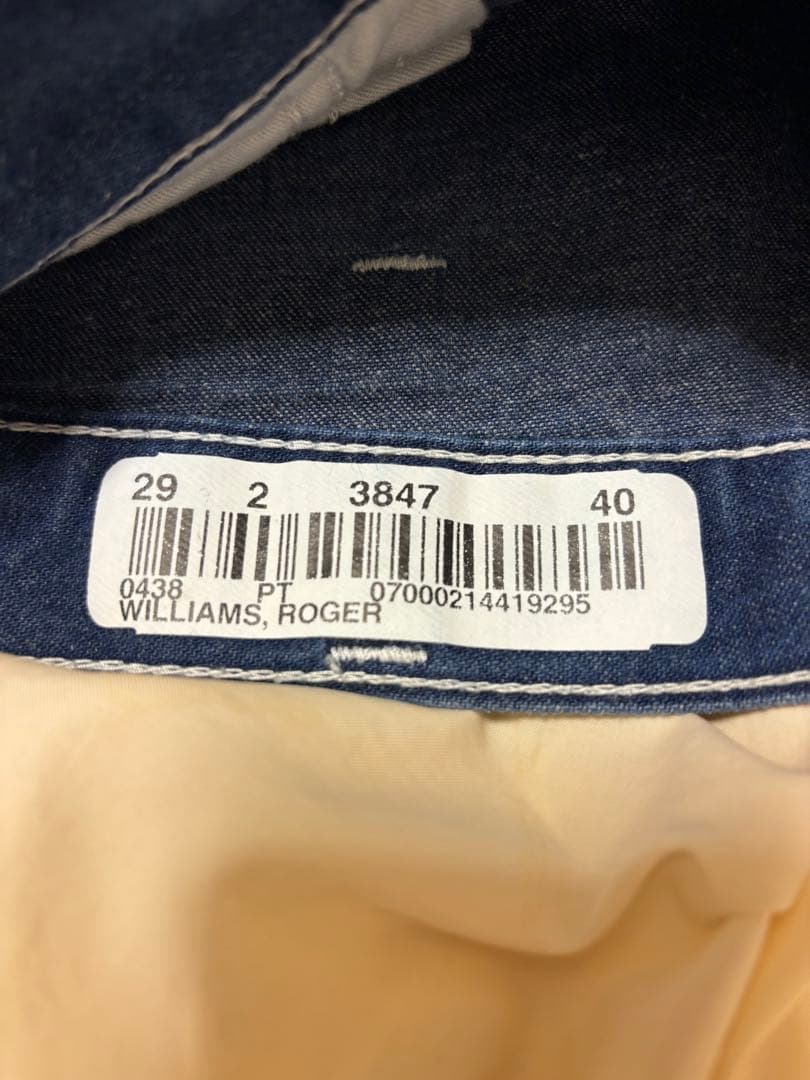 29 2 3847 40
0438 PT 07000214419295
WILLIAMS, ROGER